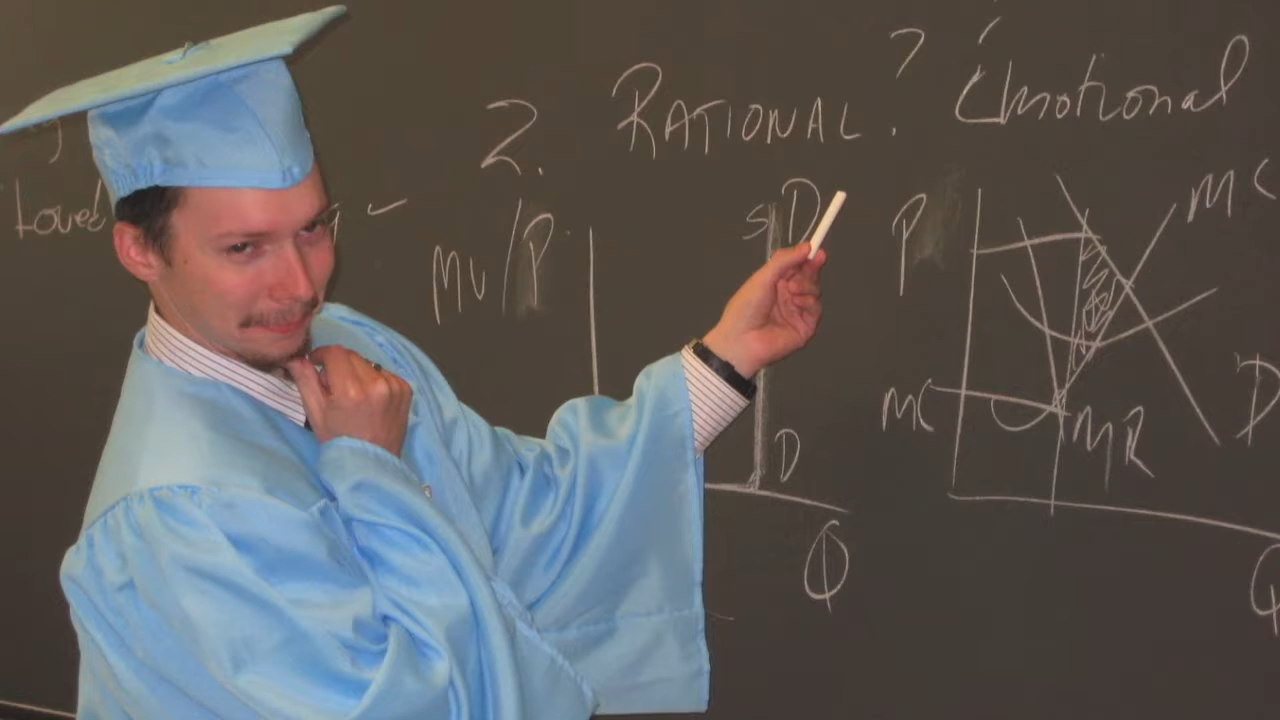 2. RATIONAL? Emotional
Loved
MU/P
S D
P
MC
MC
MR
D
D
Q
Q